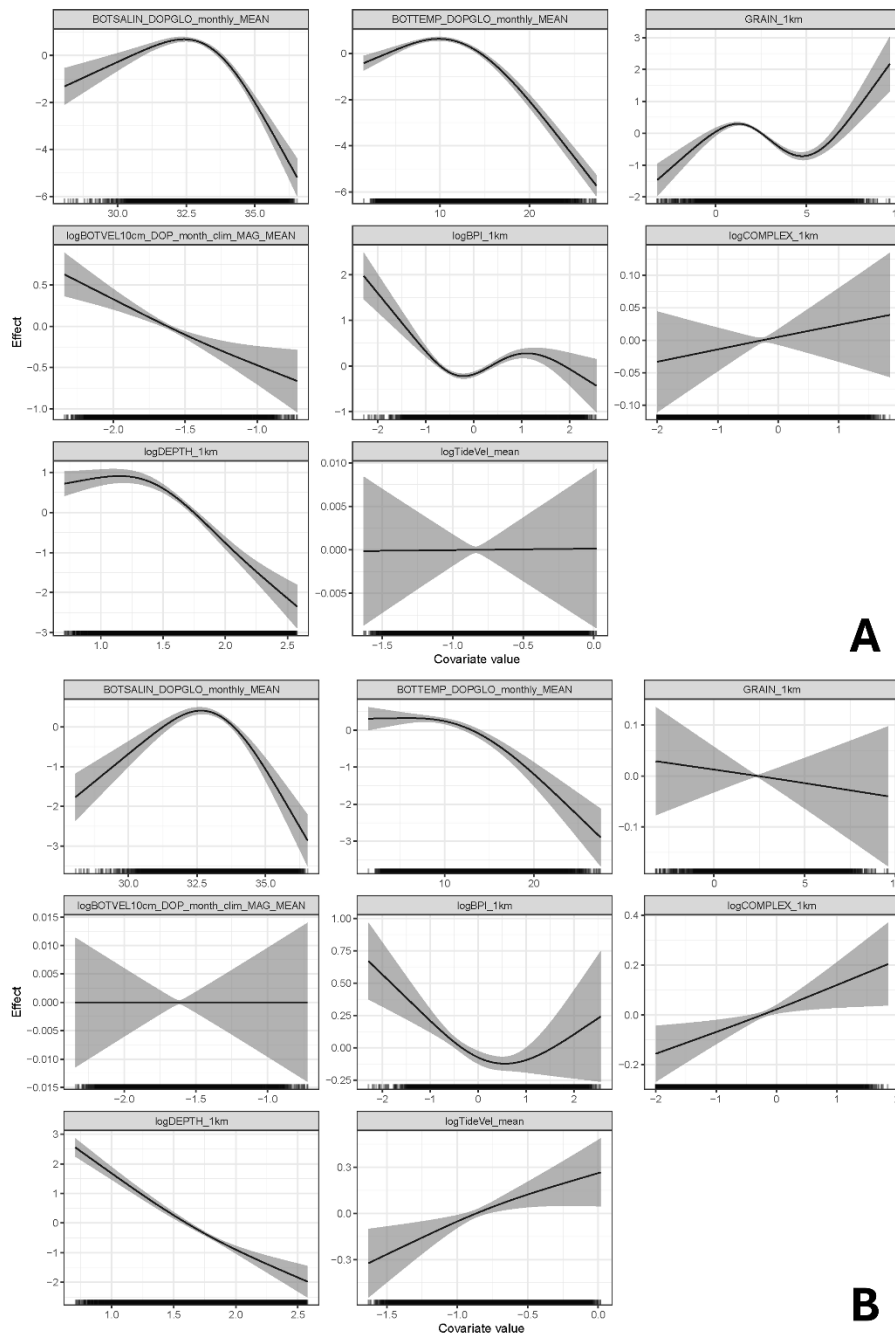 BOTSALIN_DOPGLO_monthly_MEAN BOTTEMP_DOPGLO_monthly_MEAN GRAIN_1km
0 -2 -4 -6 30.0 32.5 35.0
0 -2 -4 -6 10 20
3 2 1 0 -1 -2 0 5 1
logBOTVEL10cm_DOP_month_clim_MAG_MEAN logBPI_1km logCOMPLEX_1km
0.5 0.0 -0.5 -1.0 -2.0 -1.5 -1.0
2 1 0 -1 -2 -1 0 1 2
0.10 0.05 0.00 -0.05 -0.10 -2 -1 0 1 2
Effect
logDEPTH_1km logTideVel_mean
1 0 -1 -2 -3 1.0 1.5 2.0 2.5
0.010 0.005 0.000 -0.005 -1.5 -1.0 -0.5 0.0
Covariate value
A
BOTSALIN_DOPGLO_monthly_MEAN BOTTEMP_DOPGLO_monthly_MEAN GRAIN_1km
0 -1 -2 -3 30.0 32.5 35.0
0 -1 -2 -3 10 20
0.1 0.0 -0.1 0 5 1
logBOTVEL10cm_DOP_month_clim_MAG_MEAN logBPI_1km logCOMPLEX_1km
0.015 0.010 0.005 0.000 -0.005 -0.010 -0.015 -2.0 -1.5 -1.0
1.00 0.75 0.50 0.25 0.00 -0.25 -2 -1 0 1 2
0.4 0.2 0.0 -0.2 -2 -1 0 1 2
Effect
logDEPTH_1km logTideVel_mean
3 2 1 0 -1 -2 1.0 1.5 2.0 2.5
0.3 0.0 -0.3 -1.5 -1.0 -0.5 0.0
Covariate value
B